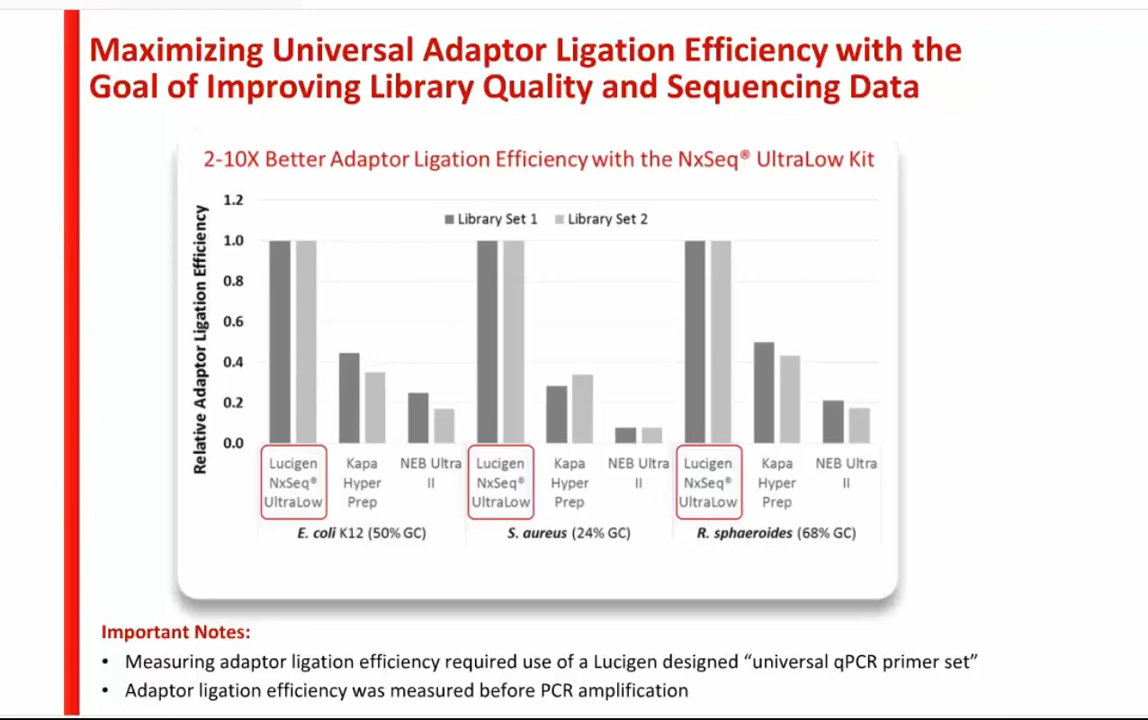 Maximizing Universal Adaptor Ligation Efficiency with the
Goal of Improving Library Quality and Sequencing Data
2-10X Better Adaptor Ligation Efficiency with the NxSeq® UltraLow Kit
Relative Adaptor Ligation Efficiency
1.2
1.0
0.8
0.6
0.4
0.2
0.0
Library Set 1
Library Set 2
Lucigen
NxSeq®
UltraLow
Kapa
Hyper
Prep
NEB Ultra
II
Lucigen
NxSeq®
UltraLow
Kapa
Hyper
Prep
NEB Ultra
II
Lucigen
NxSeq®
UltraLow
Kapa
Hyper
Prep
NEB Ultra
II
E. coli K12 (50% GC)
S. aureus (24% GC)
R. sphaeroides (68% GC)
Important Notes:
• Measuring adaptor ligation efficiency required use of a Lucigen designed “universal qPCR primer set”
• Adaptor ligation efficiency was measured before PCR amplification